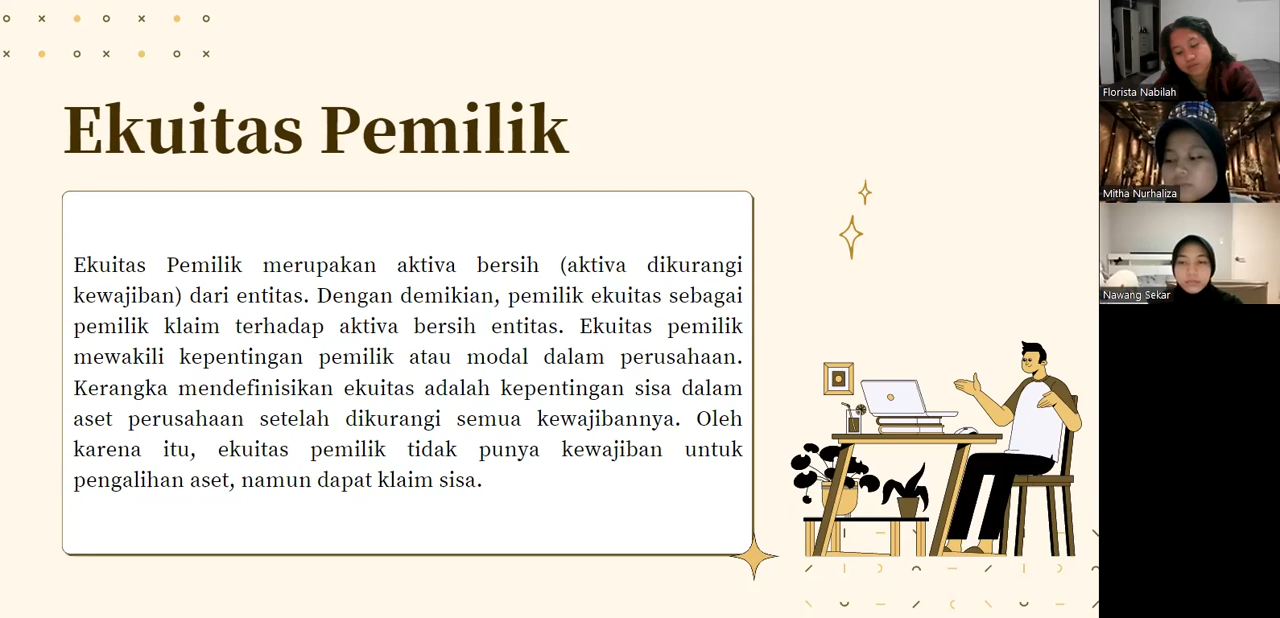 Ekuitas Pemilik
Ekuitas Pemilik merupakan aktiva bersih (aktiva dikurangi
kewajiban) dari entitas. Dengan demikian, pemilik ekuitas sebagai
pemilik klaim terhadap aktiva bersih entitas. Ekuitas pemilik
mewakili kepentingan pemilik atau modal dalam perusahaan.
Kerangka mendefinisikan ekuitas adalah kepentingan sisa dalam
aset perusahaan setelah dikurangi semua kewajibannya. Oleh
karena itu, ekuitas pemilik tidak punya kewajiban untuk
pengalihan aset, namun dapat klaim sisa.
Florista Nabilah
Mitha Nurhaliza
Nawang Sekar